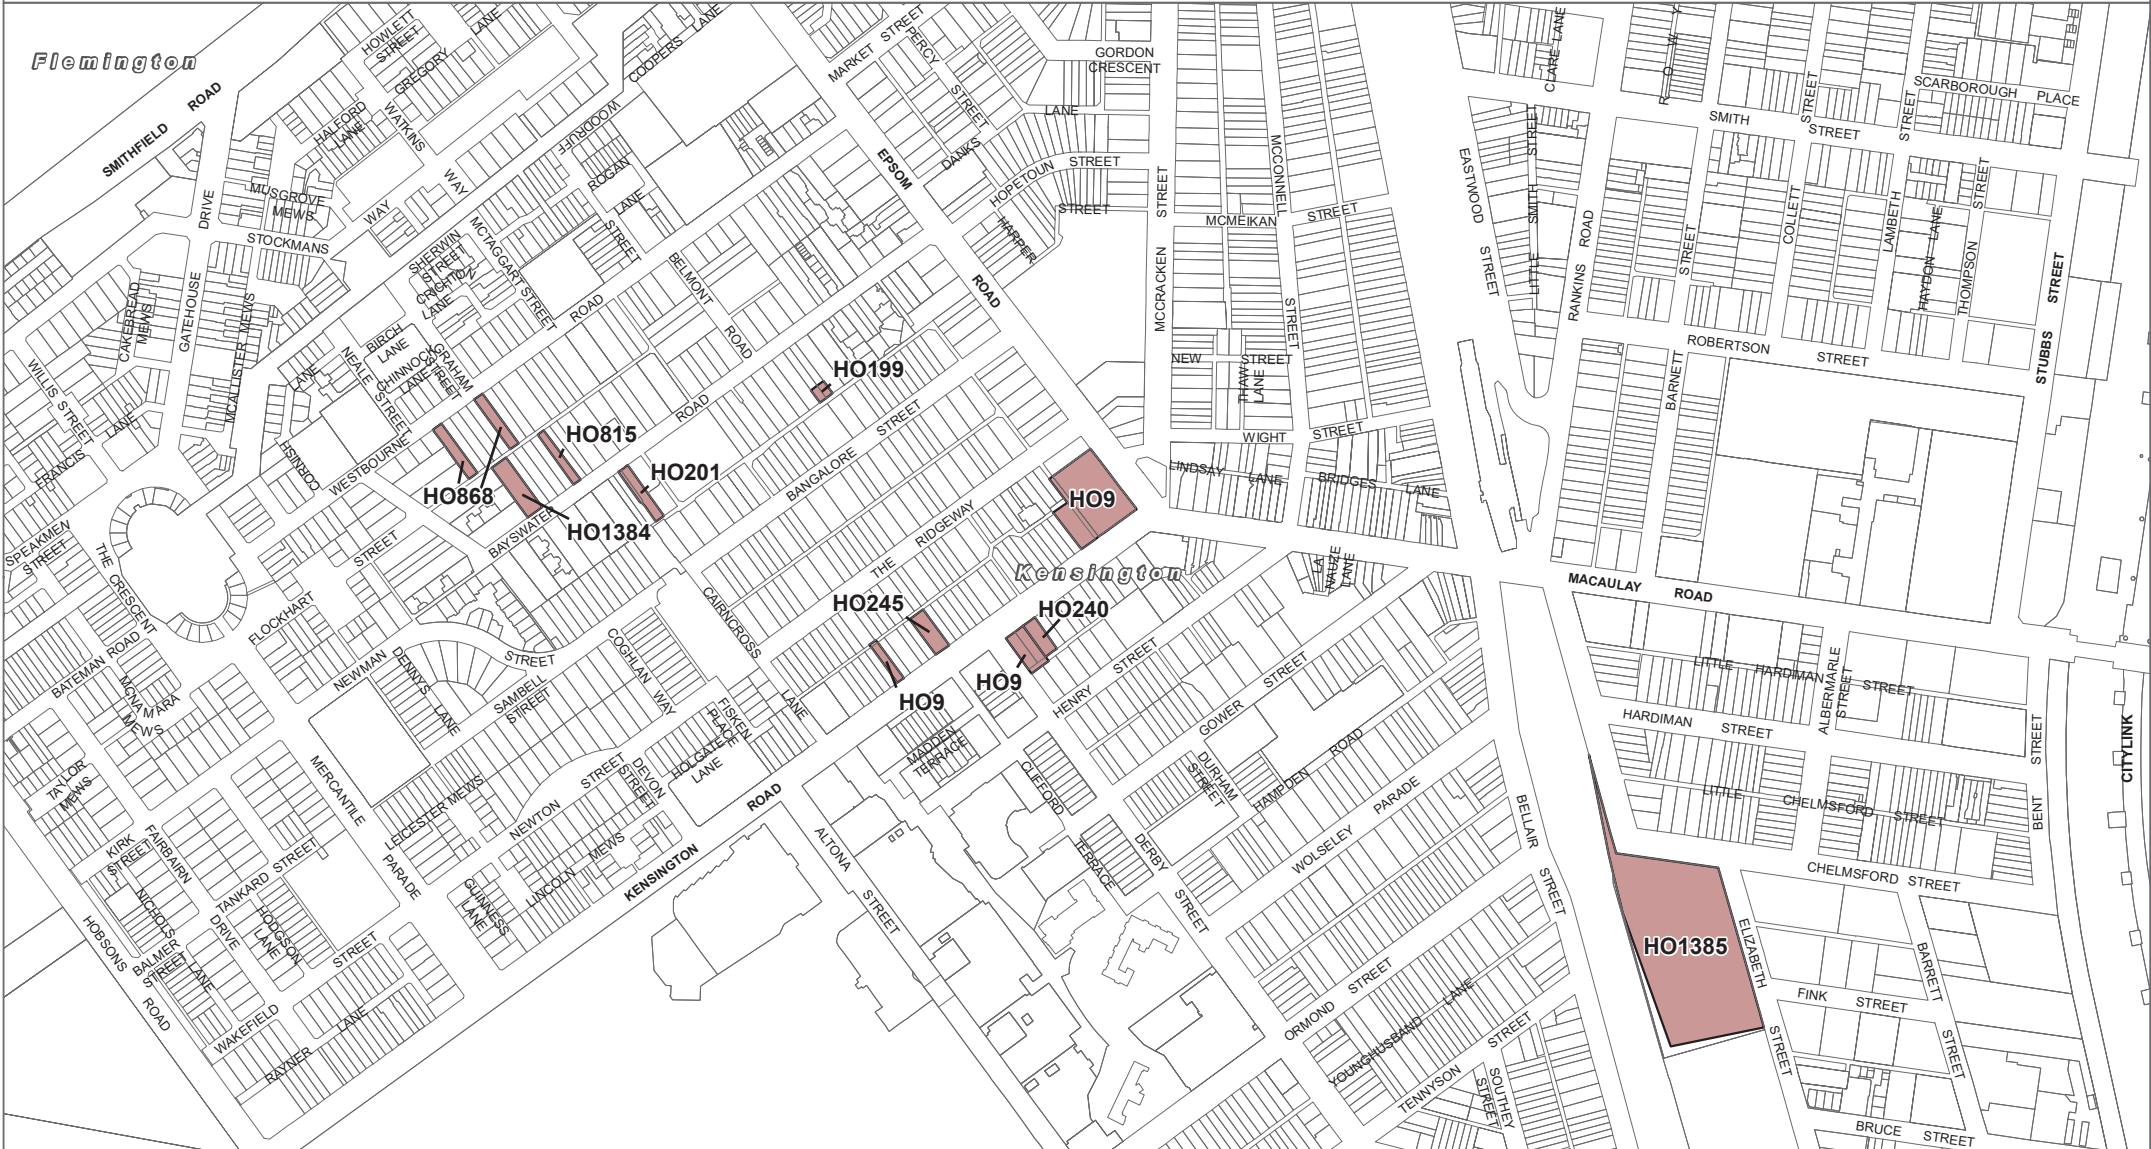 Flemington
SMITHFIELD ROAD
HOWLETT
STREET
GREGORY LANE
HALFORD
LANE
WATKINS
WAY
WAY
MUSGROVE
MEWS
STOCKMANS
GATEHOUSE DRIVE
CAKEBREAD
MEWS
MCALLISTER MEWS
WILLIS STREET
FRANCIS LANE
COOPERS LANE
WOODRUFF
ROGAN
LANE
STREET
SHERWIN
STREET
CRICHTON
LANE
MCTAGGART STREET
BIRCH
LANE
CHINNOCK
LANE
GRAHAM
STREET
NEALE STREET
LANE
CORNISH
WESTBOURNE ROAD
BELMONT ROAD
MARKET STREET
PERCY STREET
DANKS
EPSOM ROAD
HOPETOUN STREET
HARPER
STREET
GORDON
CRESCENT
LANE
MCCRACKEN STREET
MCCONNELL STREET
MCMEIKAN STREET
NEW STREET
THAW
LANE
WIGHT STREET
LINDSAY LANE
BRIDGES LANE
EASTWOOD STREET
LITTLE SMITH STREET
CLARE LANE
ROW
RANKINS ROAD
SMITH STREET
SCARBOROUGH PLACE
STREET
COLLETT STREET
LAMBETH STREET
HAYDON LANE
THOMPSON STREET
STUBBS STREET
ROBERTSON STREET
BARNETT
HO199
HO815
HO201
HO868
HO1384
BAYSWATER ROAD
BANGALORE STREET
THE RIDGEWAY
HO9
Kensington
HO245
HO240
HO9
HO9
SPEAKMEN
STREET
THE CRESCENT
BATEMAN ROAD
FLOCKHART STREET
MCNAMARA
MEWS
NEWMAN STREET
DENNYS LANE
SAMBELL
STREET
COGHLAN WAY
CAIRNCROSS LANE
FISKEN
PLACE
HOLGATE
LANE
DEVON
STREET
NEWTON STREET
LEICESTER MEWS
MERCANTILE PARADE
TAYLOR
MEWS
KIRK
STREET
FAIRBAIRN DRIVE
NICHOLS LANE
TANKARD STREET
HODGSON
LANE
BALMER
STREET
HOBSONS ROAD
WAKEFIELD STREET
RAYNER LANE
GUINNESS
LANE
LINCOLN MEWS
KENSINGTON ROAD
ALTONA STREET
MADDEN
TERRACE
CLIFFORD TERRACE
HENRY STREET
GOWER STREET
DURHAM
STREET
HAMPDEN ROAD
DERBY STREET
WOLSELEY PARADE
ORMOND STREET
YOUNGHUSBAND LANE
TENNYSON STREET
SOUTHEY
STREET
BELLAIR STREET
LA
NAUZE
LANE
MACAULAY ROAD
LITTLE HARDIMAN STREET
HARDIMAN STREET
ALBERMARLE
STREET
LITTLE CHELMSFORD STREET
CHELMSFORD STREET
BENT STREET
CITYLINK
HO1385
ELIZABETH STREET
BARRETT STREET
FINK STREET
BRUCE STREET